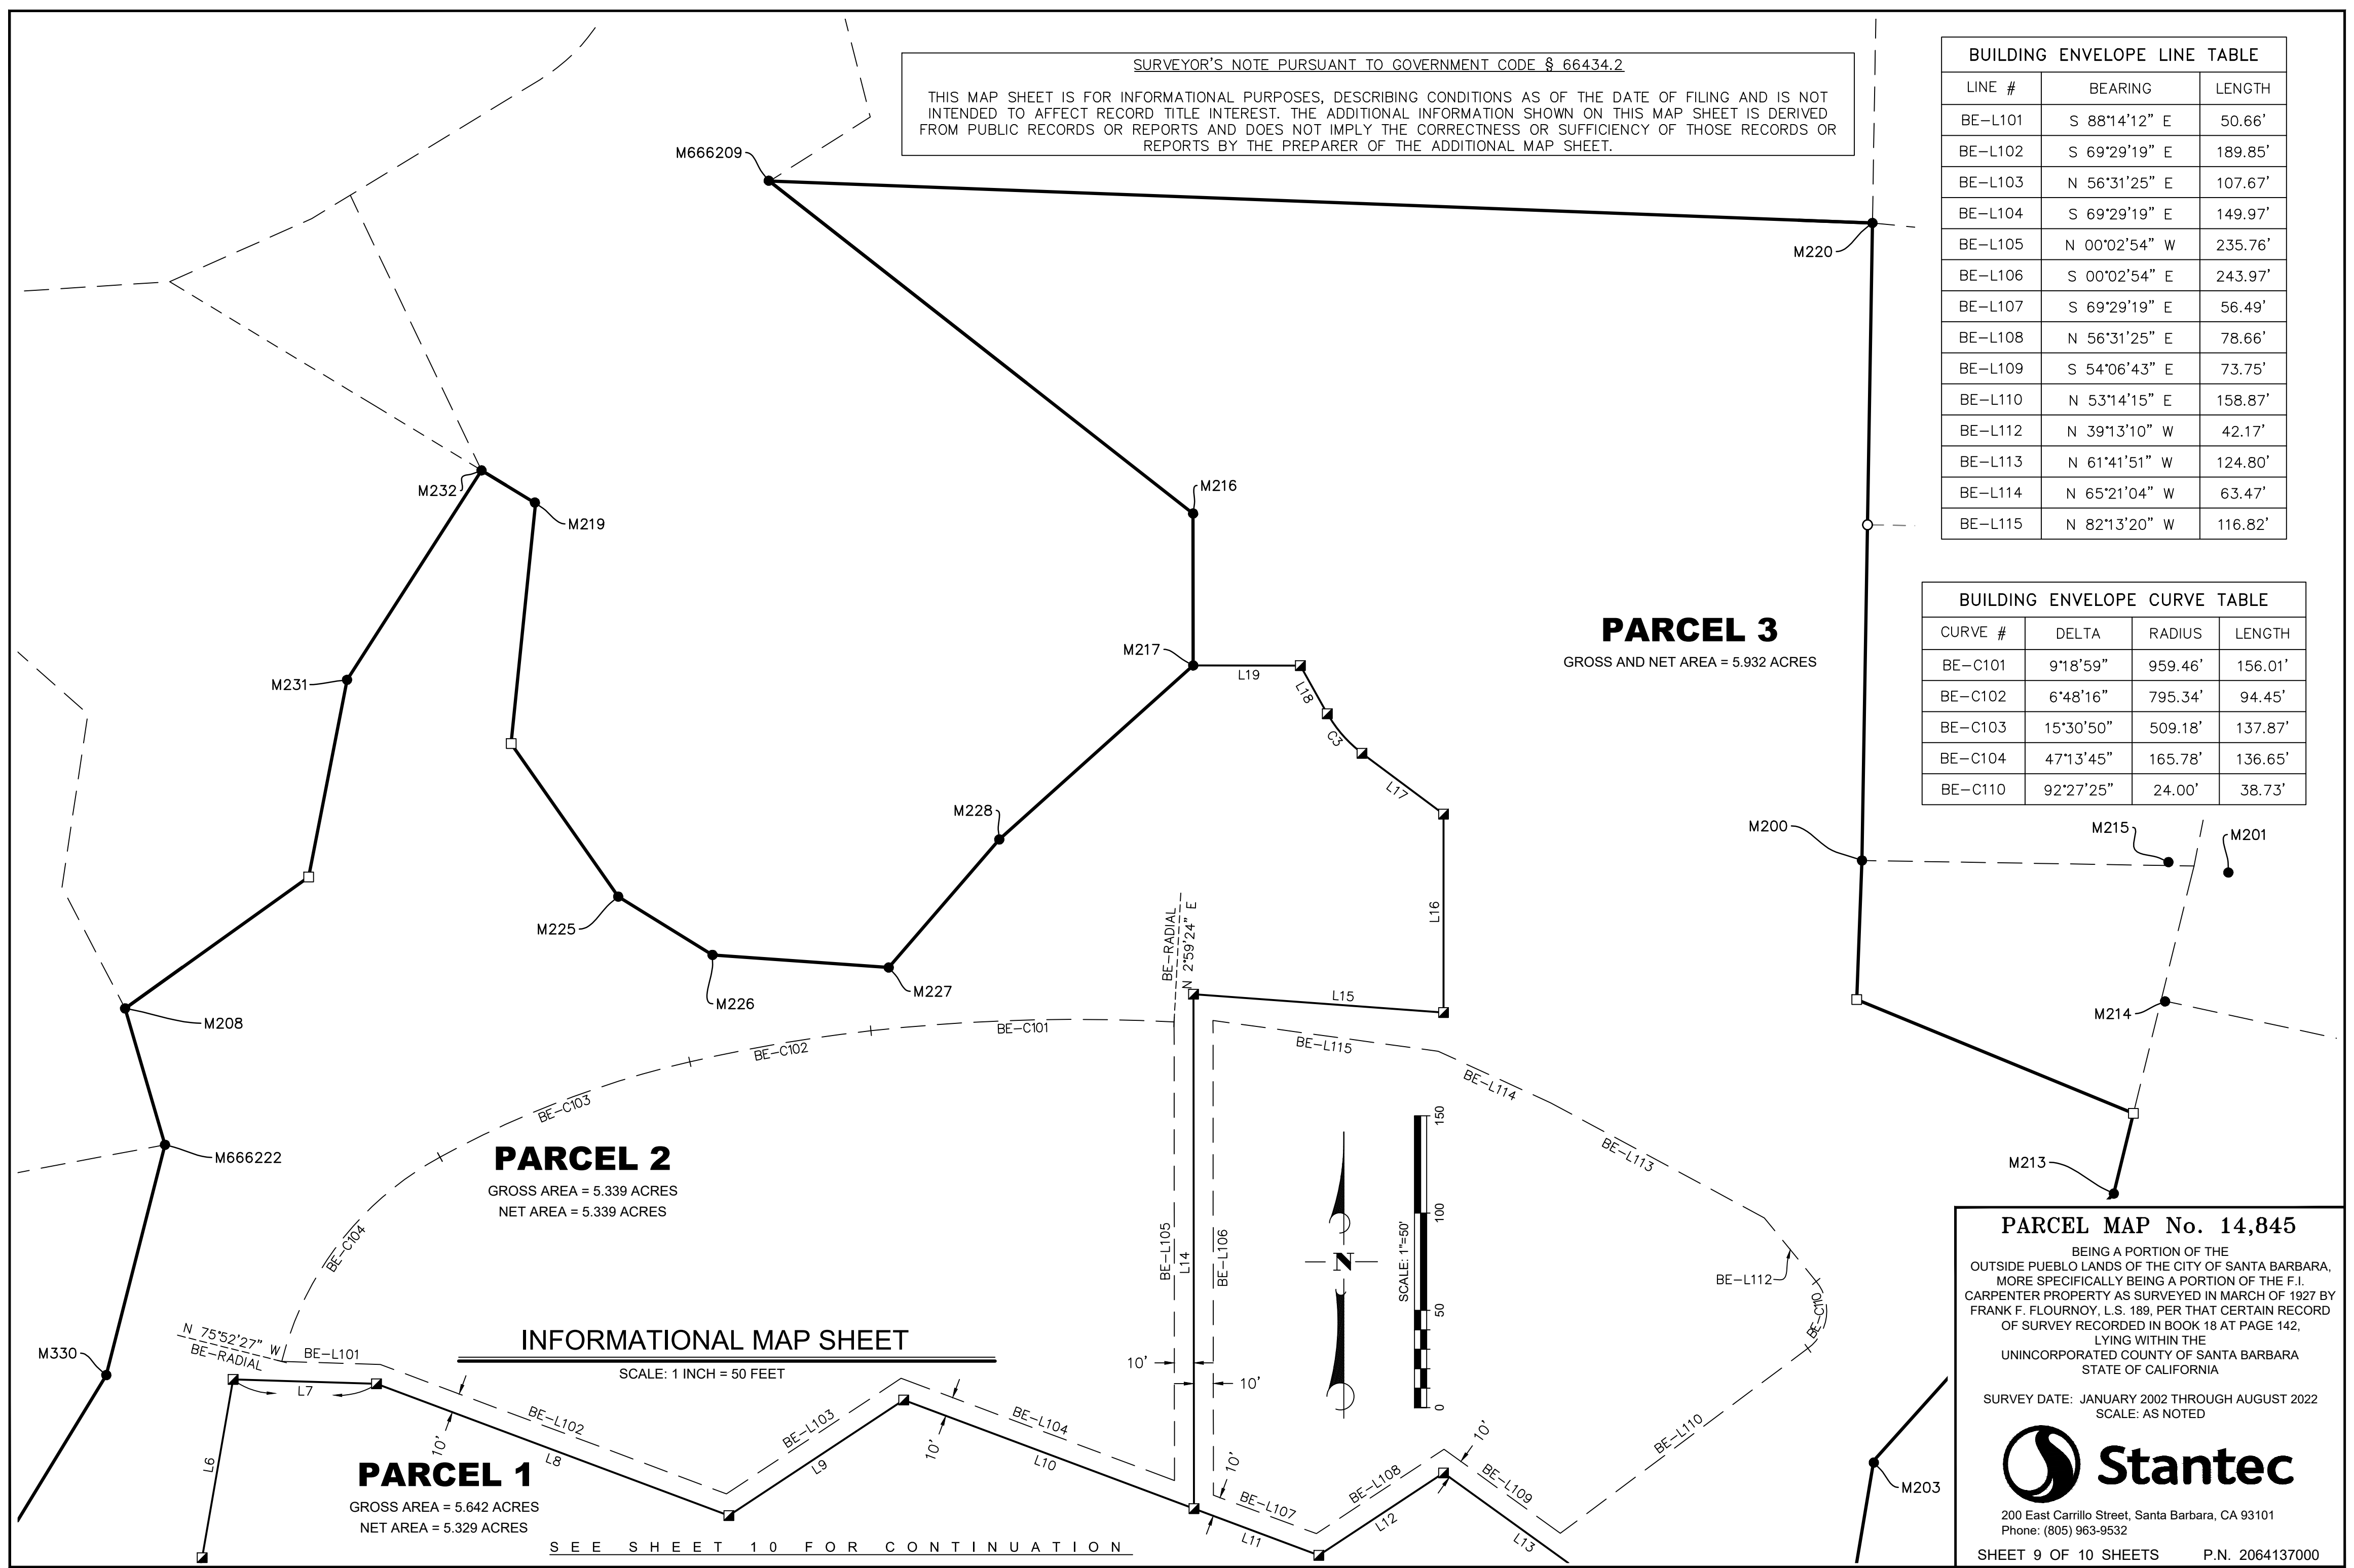 SURVEYOR'S NOTE PURSUANT TO GOVERNMENT CODE § 66434.2
THIS MAP SHEET IS FOR INFORMATIONAL PURPOSES, DESCRIBING CONDITIONS AS OF THE DATE OF FILING AND IS NOT
INTENDED TO AFFECT RECORD TITLE INTEREST. THE ADDITIONAL INFORMATION SHOWN ON THIS MAP SHEET IS DERIVED
FROM PUBLIC RECORDS OR REPORTS AND DOES NOT IMPLY THE CORRECTNESS OR SUFFICIENCY OF THOSE RECORDS OR
REPORTS BY THE PREPARER OF THE ADDITIONAL MAP SHEET.
BUILDING ENVELOPE LINE TABLE
LINE # BEARING LENGTH
BE-L101 S 88°14'12" E 50.66'
BE-L102 S 69°29'19" E 189.85'
BE-L103 N 56°31'25" E 107.67'
BE-L104 S 69°29'19" E 149.97'
BE-L105 N 00°02'54" W 235.76'
BE-L106 S 00°02'54" E 243.97'
BE-L107 S 69°29'19" E 56.49'
BE-L108 N 56°31'25" E 78.66'
BE-L109 S 54°06'43" E 73.75'
BE-L110 N 53°14'15" E 158.87'
BE-L112 N 39°13'10" W 42.17'
BE-L113 N 61°41'51" W 124.80'
BE-L114 N 65°21'04" W 63.47'
BE-L115 N 82°13'20" W 116.82'
BUILDING ENVELOPE CURVE TABLE
CURVE # DELTA RADIUS LENGTH
BE-C101 9°18'59" 959.46' 156.01'
BE-C102 6°48'16" 795.34' 94.45'
BE-C103 15°30'50" 509.18' 137.87'
BE-C104 47°13'45" 165.78' 136.65'
BE-C110 92°27'25" 24.00' 38.73'
M666209
M220
M232
M219
M216
M217
M231
L19
L18
C3
L17
L16
PARCEL 3
GROSS AND NET AREA = 5.932 ACRES
M228
M200
M215
M201
M225
M226
M227
M208
BE-RADIAL
N 2°59'24" E
L15
M214
BE-C101
BE-C102
BE-C103
BE-C104
BE-L115
BE-L114
BE-L113
BE-L112
BE-C110
M666222
M213
PARCEL 2
GROSS AREA = 5.339 ACRES
NET AREA = 5.339 ACRES
BE-L105
L14
BE-L106
N
SCALE: 1"=50'
0
50
100
150
M330
N 75°52'27" W
BE-RADIAL
BE-L101
L7
INFORMATIONAL MAP SHEET
SCALE: 1 INCH = 50 FEET
10'
10'
L6
10'
BE-L102
L8
BE-L103
L9
10'
BE-L104
L10
10'
BE-L107
L11
BE-L108
L12
10'
BE-L109
L13
BE-L110
M203
PARCEL 1
GROSS AREA = 5.642 ACRES
NET AREA = 5.329 ACRES
SEE SHEET 10 FOR CONTINUATION
PARCEL MAP No. 14,845
BEING A PORTION OF THE
OUTSIDE PUEBLO LANDS OF THE CITY OF SANTA BARBARA,
MORE SPECIFICALLY BEING A PORTION OF THE F.I.
CARPENTER PROPERTY AS SURVEYED IN MARCH OF 1927 BY
FRANK F. FLOURNOY, L.S. 189, PER THAT CERTAIN RECORD
OF SURVEY RECORDED IN BOOK 18 AT PAGE 142,
LYING WITHIN THE
UNINCORPORATED COUNTY OF SANTA BARBARA
STATE OF CALIFORNIA
SURVEY DATE: JANUARY 2002 THROUGH AUGUST 2022
SCALE: AS NOTED
Stantec
200 East Carrillo Street, Santa Barbara, CA 93101
Phone: (805) 963-9532
SHEET 9 OF 10 SHEETS P.N. 2064137000